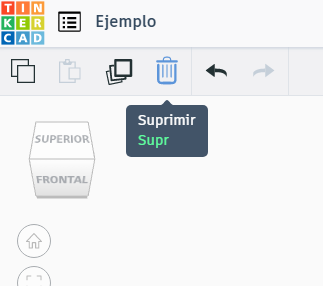 TIN
KER
CAD
Ejemplo
Suprimir
Supr
SUPERIOR
FRONTAL